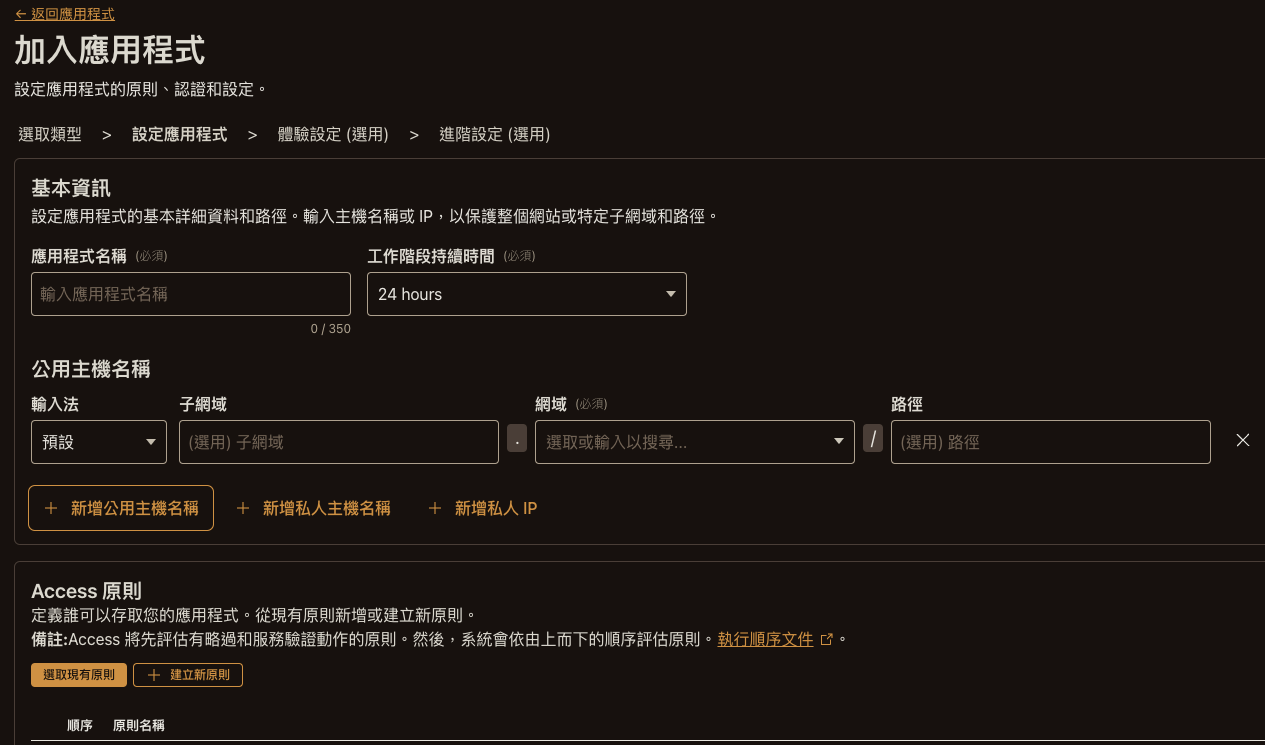 ← 返回應用程式
加入應用程式
設定應用程式的原則、認證和設定。
選取類型 > 設定應用程式 > 體驗設定 (選用) > 進階設定 (選用)
基本資訊
設定應用程式的基本詳細資料和路徑。輸入主機名稱或 IP，以保護整個網站或特定子網域和路徑。
應用程式名稱 (必須) 工作階段持續時間 (必須)
輸入應用程式名稱 24 hours
0 / 350
公用主機名稱
輸入法 子網域 網域 (必須) 路徑
預設 (選用) 子網域 . 選取或輸入以搜尋... / (選用) 路徑
+ 新增公用主機名稱 + 新增私人主機名稱 + 新增私人 IP
Access 原則
定義誰可以存取您的應用程式。從現有原則新增或建立新原則。
備註:Access 將先評估有略過和服務驗證動作的原則。然後，系統會依由上而下的順序評估原則。執行順序文件。
選取現有原則 + 建立新原則
順序 原則名稱